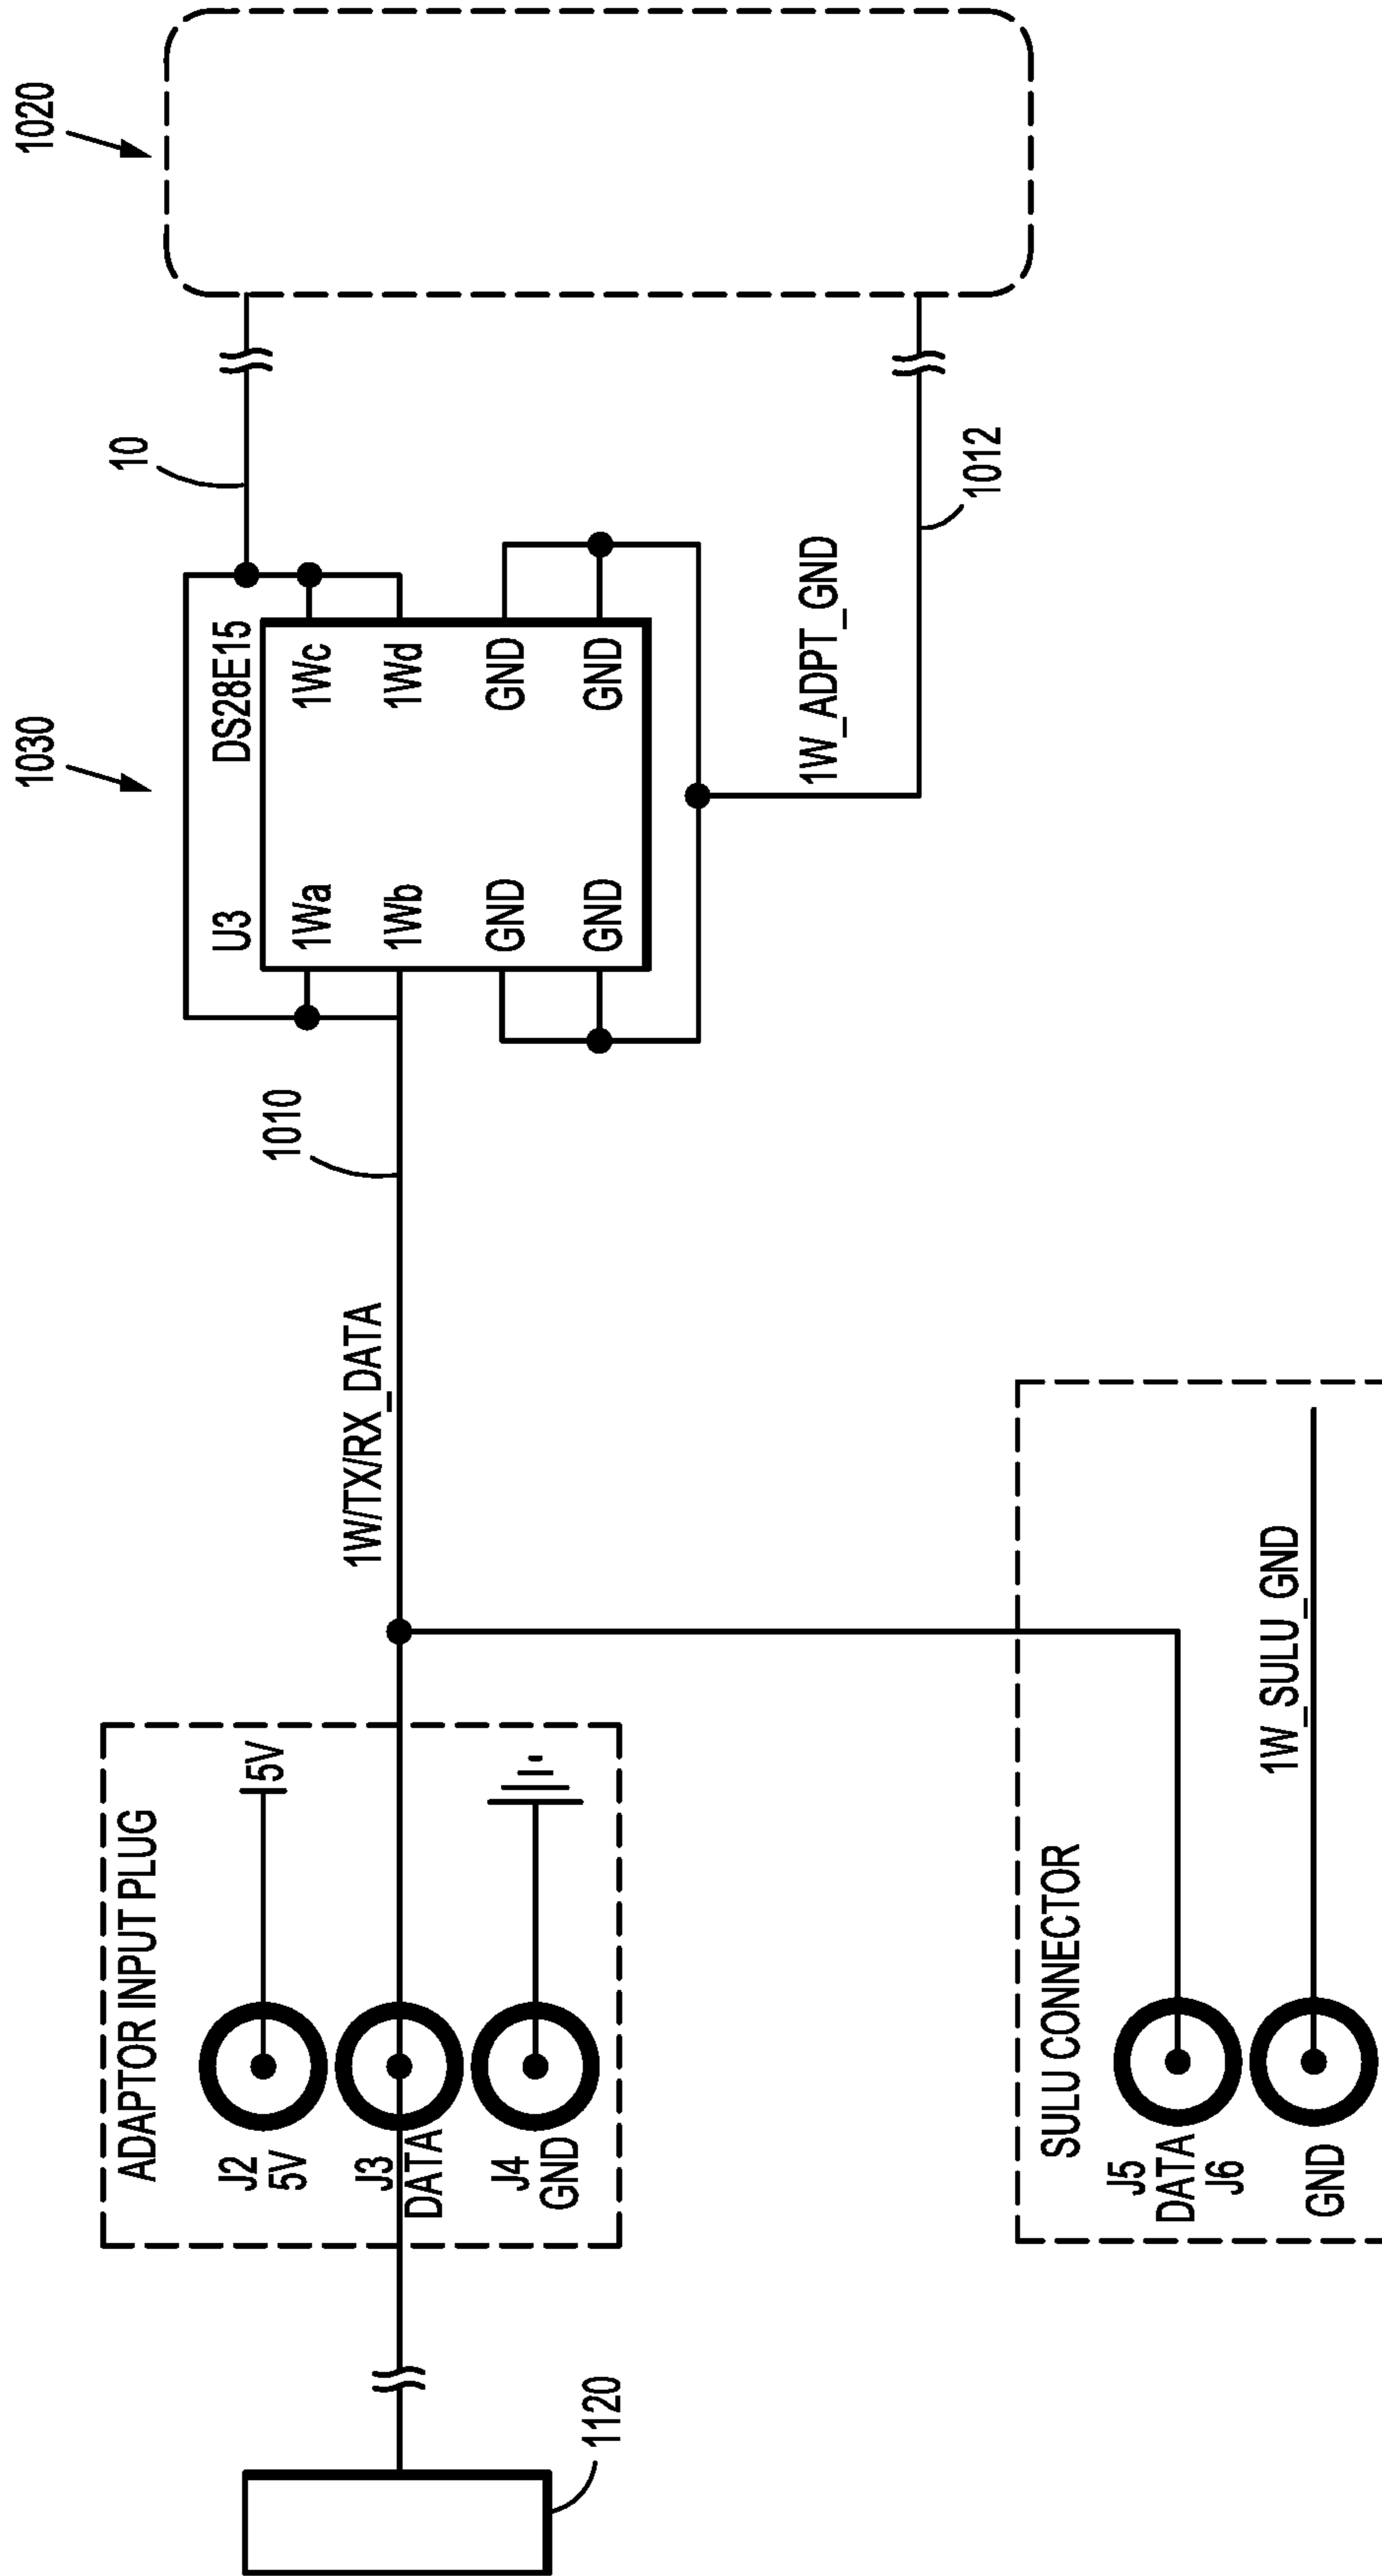 1120
ADAPTOR INPUT PLUG
J2
5V
5V
J3
DATA
J4
GND
1W/TX/RX_DATA
1010
1030
U3
DS28E15
1Wa
1Wc
1Wb
1Wd
GND
GND
GND
GND
10
1020
1W_ADPT_GND
1012
SULU CONNECTOR
J5
DATA
J6
GND
1W_SULU_GND